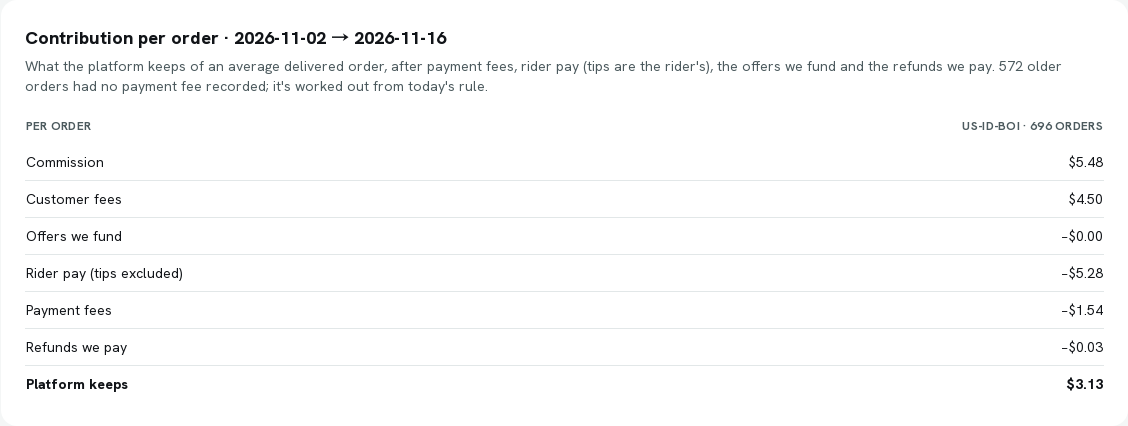 Contribution per order · 2026-11-02 → 2026-11-16
What the platform keeps of an average delivered order, after payment fees, rider pay (tips are the rider's), the offers we fund and the refunds we pay. 572 older
orders had no payment fee recorded; it's worked out from today's rule.
PER ORDER US-ID-BOI · 696 ORDERS
Commission $5.48
Customer fees $4.50
Offers we fund –$0.00
Rider pay (tips excluded) –$5.28
Payment fees –$1.54
Refunds we pay –$0.03
Platform keeps $3.13